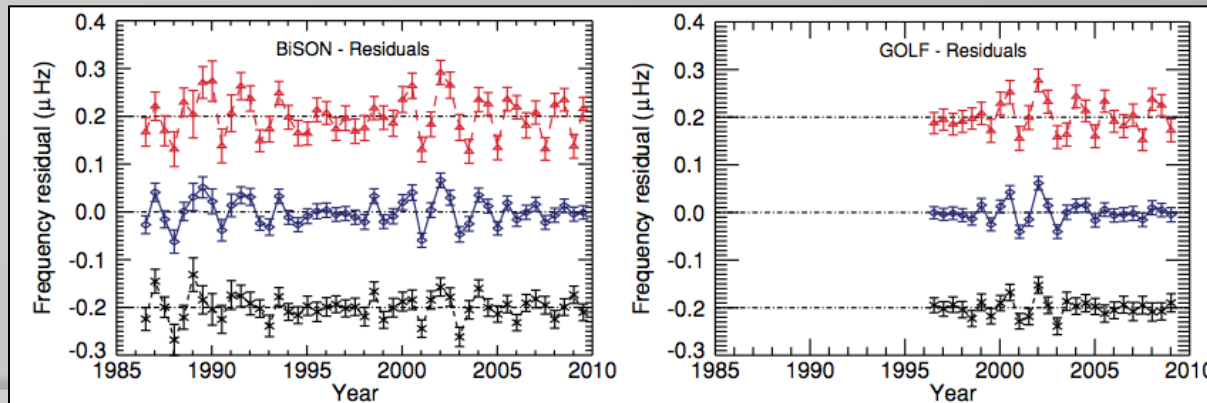 BiSON - Residuals
Frequency residual (μHz)
0.4
0.3
0.2
0.1
0.0
-0.1
-0.2
-0.3
1985 1990 1995 2000 2005 2010
Year
GOLF - Residuals
Frequency residual (μHz)
0.4
0.3
0.2
0.1
0.0
-0.1
-0.2
-0.3
1985 1990 1995 2000 2005 2010
Year